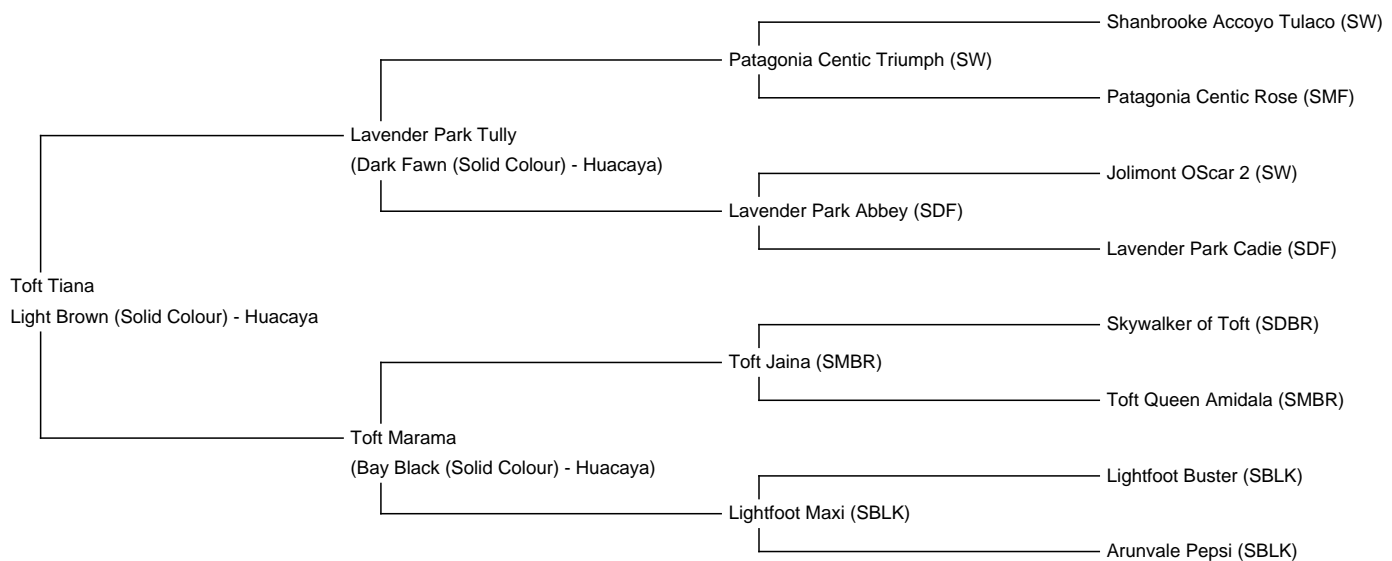 Shanbrooke Accoyo Tulaco (SW)
Patagonia Centic Triumph (SW)
Patagonia Centic Rose (SMF)
Lavender Park Tully
(Dark Fawn (Solid Colour) - Huacaya)
Jolimont OScar 2 (SW)
Lavender Park Abbey (SDF)
Lavender Park Cadie (SDF)
Toft Tiana
Light Brown (Solid Colour) - Huacaya
Skywalker of Toft (SDBR)
Toft Jaina (SMBR)
Toft Queen Amidala (SMBR)
Toft Marama
(Bay Black (Solid Colour) - Huacaya)
Lightfoot Buster (SBLK)
Lightfoot Maxi (SBLK)
Arunvale Pepsi (SBLK)